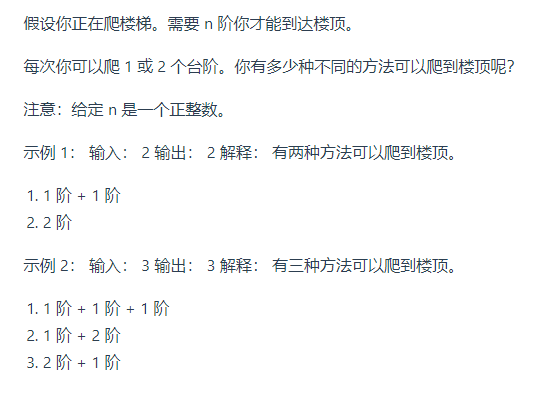 假设你正在爬楼梯。需要 n 阶你才能到达楼顶。
每次你可以爬 1 或 2 个台阶。你有多少种不同的方法可以爬到楼顶呢？
注意：给定 n 是一个正整数。
示例 1： 输入： 2 输出： 2 解释： 有两种方法可以爬到楼顶。
1. 1 阶 + 1 阶
2. 2 阶
示例 2： 输入： 3 输出： 3 解释： 有三种方法可以爬到楼顶。
1. 1 阶 + 1 阶 + 1 阶
2. 1 阶 + 2 阶
3. 2 阶 + 1 阶